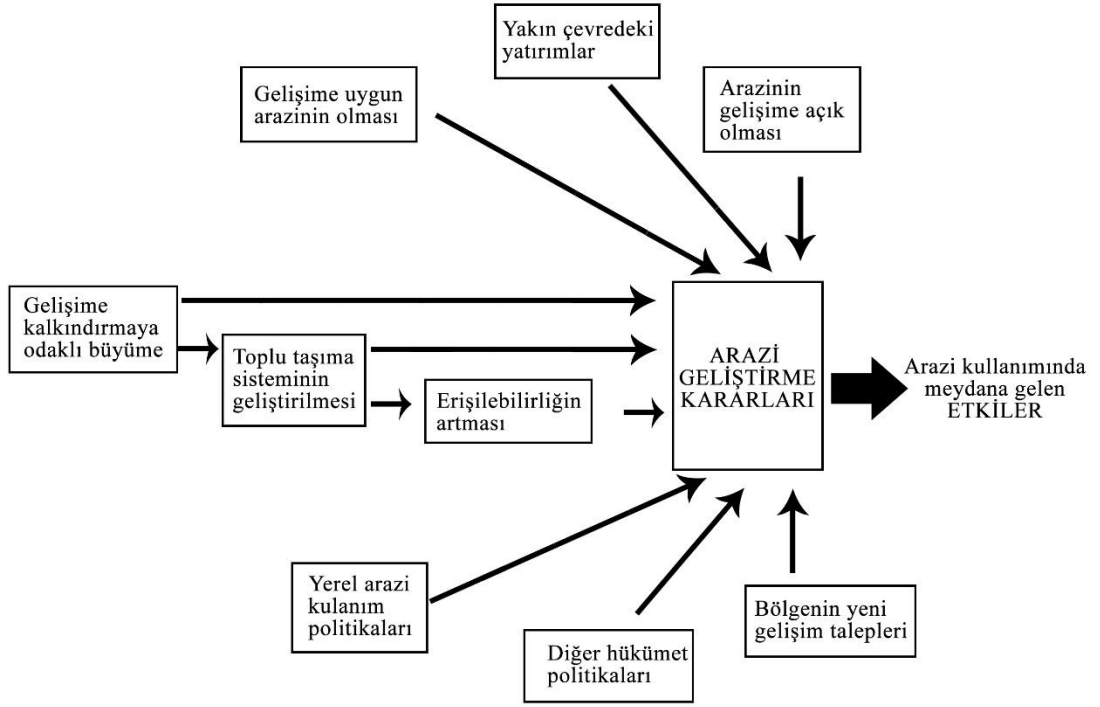 Yakın çevredeki
yatırımlar
Gelişime uygun
arazinin olması
Arazinin
gelişime açık
olması
Gelişime
kalkındırmaya
odaklı büyüme
Toplu taşıma
sisteminin
geliştirilmesi
Erişilebilirliğin
artması
ARAZİ
GELİŞTİRME
KARARLARI
Arazi kullanımında
meydana gelen
ETKİLER
Yerel arazi
kulanım
politikaları
Diğer hükümet
politikaları
Bölgenin yeni
gelişim talepleri